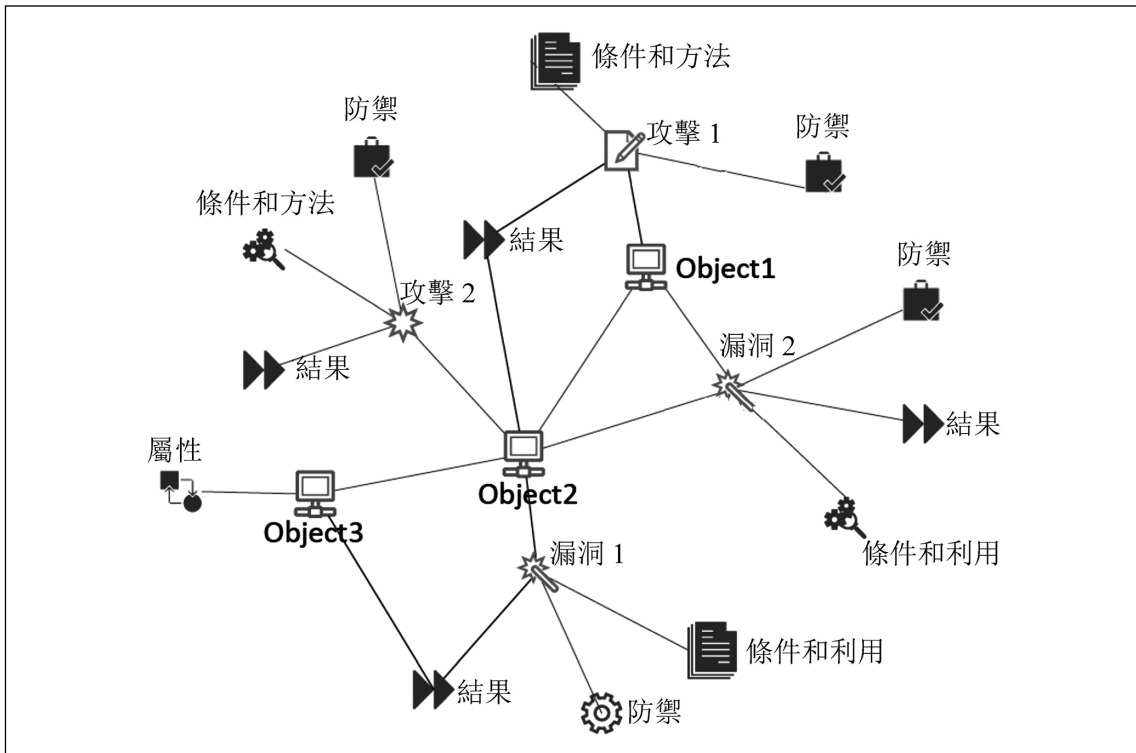 條件和方法
防禦
攻擊 1
防禦
條件和方法
結果
Object1
防禦
攻擊 2
漏洞 2
結果
結果
屬性
Object2
Object3
條件和利用
漏洞 1
條件和利用
結果
防禦